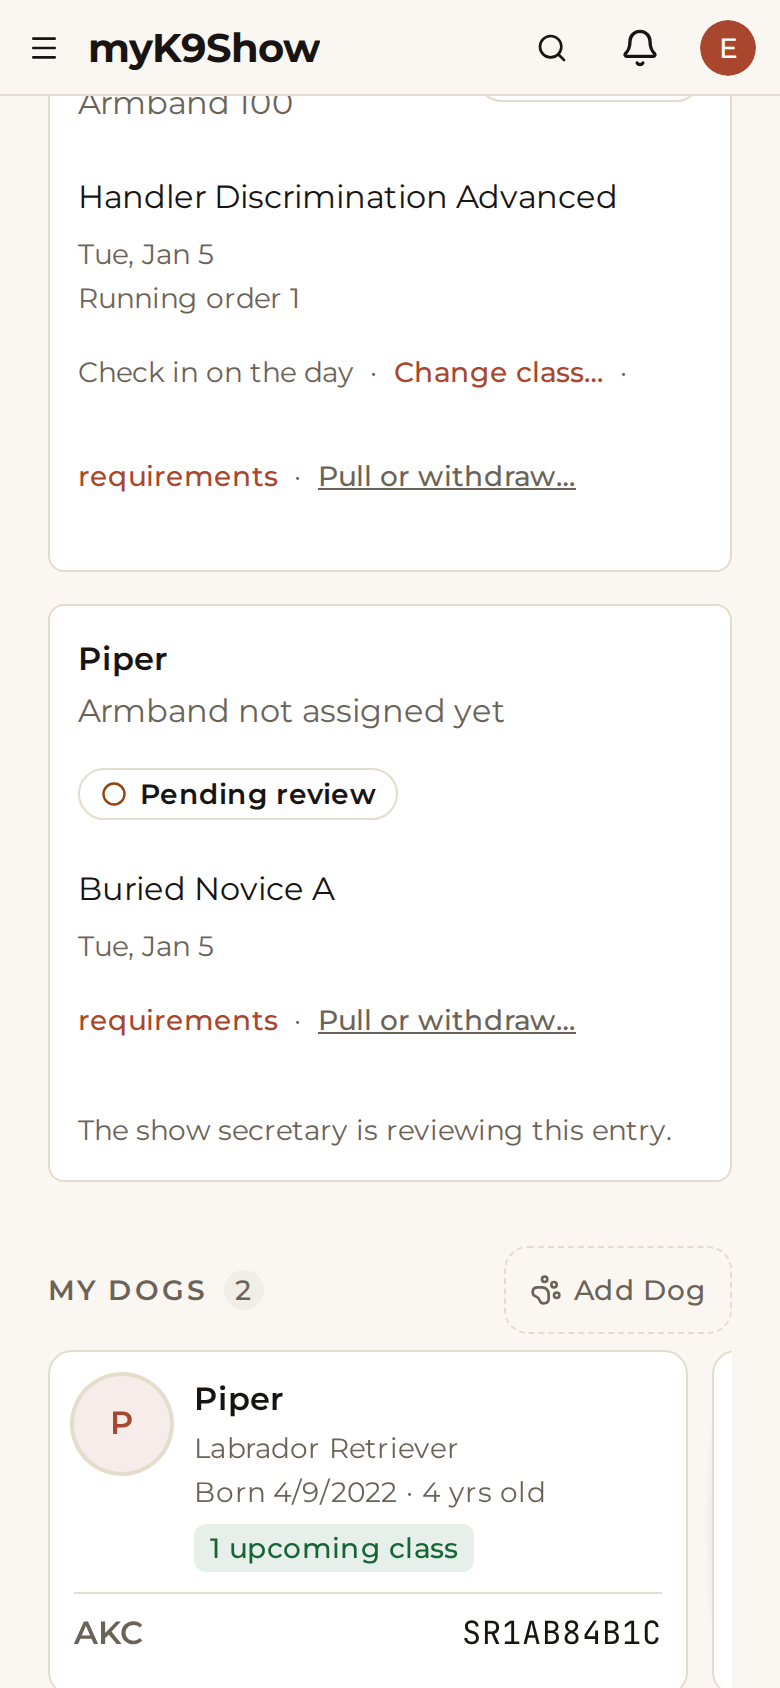 myK9Show
E
Armband 100
Handler Discrimination Advanced
Tue, Jan 5
Running order 1
Check in on the day · Change class... ·
requirements · Pull or withdraw...
Piper
Armband not assigned yet
Pending review
Buried Novice A
Tue, Jan 5
requirements · Pull or withdraw...
The show secretary is reviewing this entry.
MY DOGS 2
Add Dog
P
Piper
Labrador Retriever
Born 4/9/2022 · 4 yrs old
1 upcoming class
AKC SR1AB84B1C